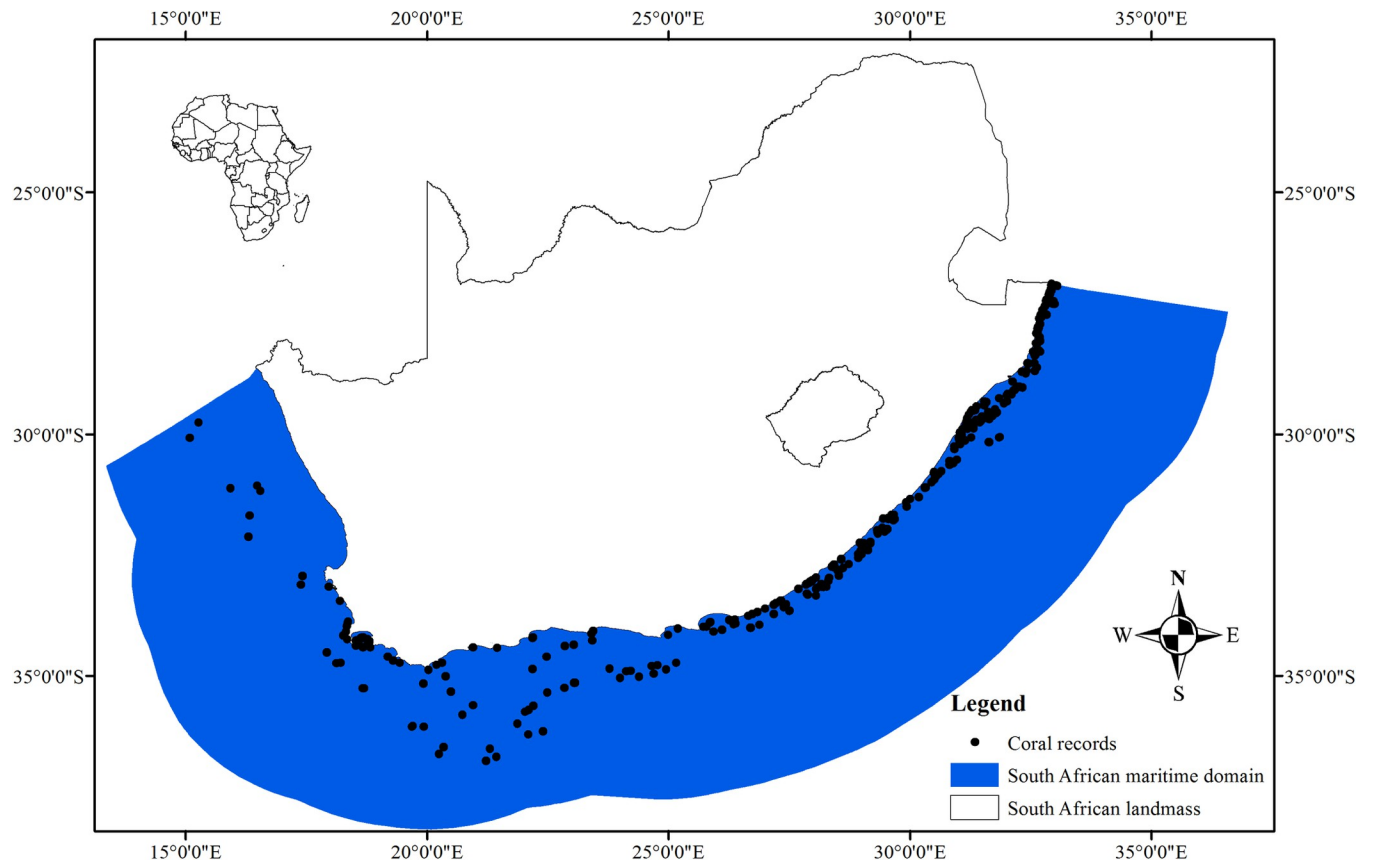 15°0'0"E 20°0'0"E 25°0'0"E 30°0'0"E 35°0'0"E
25°0'0"S 25°0'0"S
30°0'0"S 30°0'0"S
N
W E
S
35°0'0"S 35°0'0"S
Legend
Coral records
South African maritime domain
South African landmass
15°0'0"E 20°0'0"E 25°0'0"E 30°0'0"E 35°0'0"E